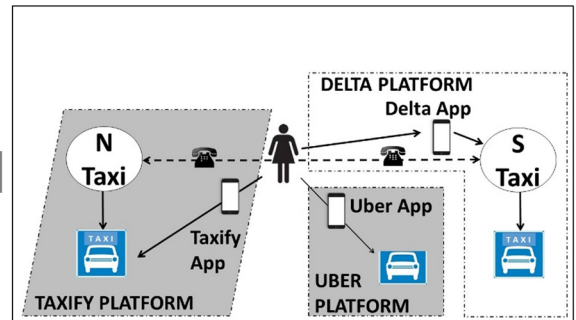 DELTA PLATFORM
Delta App
N
Taxi
S
Taxi
Taxify
App
TAXI
TAXIFY PLATFORM
Uber App
UBER
PLATFORM
TAXI